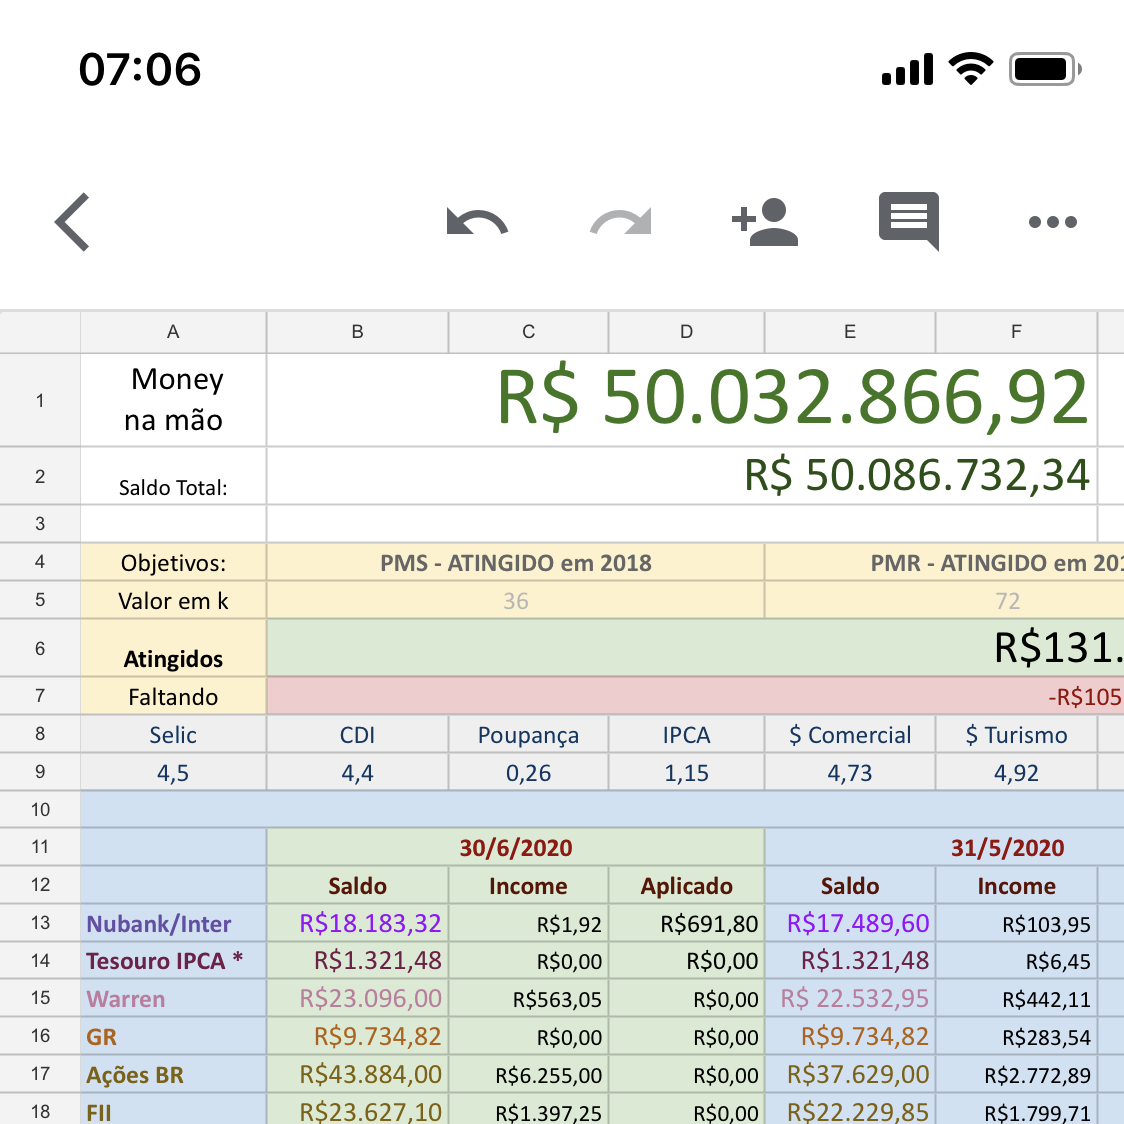 07:06
A B C D E F
1 Money na mão R$ 50.032.866,92
2 Saldo Total: R$ 50.086.732,34
3
4 Objetivos: PMS - ATINGIDO em 2018 PMR - ATINGIDO em 201
5 Valor em k 36 72
6 Atingidos R$131.
7 Faltando -R$105
8 Selic CDI Poupança IPCA $ Comercial $ Turismo
9 4,5 4,4 0,26 1,15 4,73 4,92
10
11 30/6/2020 31/5/2020
12 Saldo Income Aplicado Saldo Income
13 Nubank/Inter R$18.183,32 R$1,92 R$691,80 R$17.489,60 R$103,95
14 Tesouro IPCA * R$1.321,48 R$0,00 R$0,00 R$1.321,48 R$6,45
15 Warren R$23.096,00 R$563,05 R$0,00 R$ 22.532,95 R$442,11
16 GR R$9.734,82 R$0,00 R$0,00 R$9.734,82 R$283,54
17 Ações BR R$43.884,00 R$6.255,00 R$0,00 R$37.629,00 R$2.772,89
18 FII R$23.627,10 R$1.397,25 R$0,00 R$22.229,85 R$1.799,71